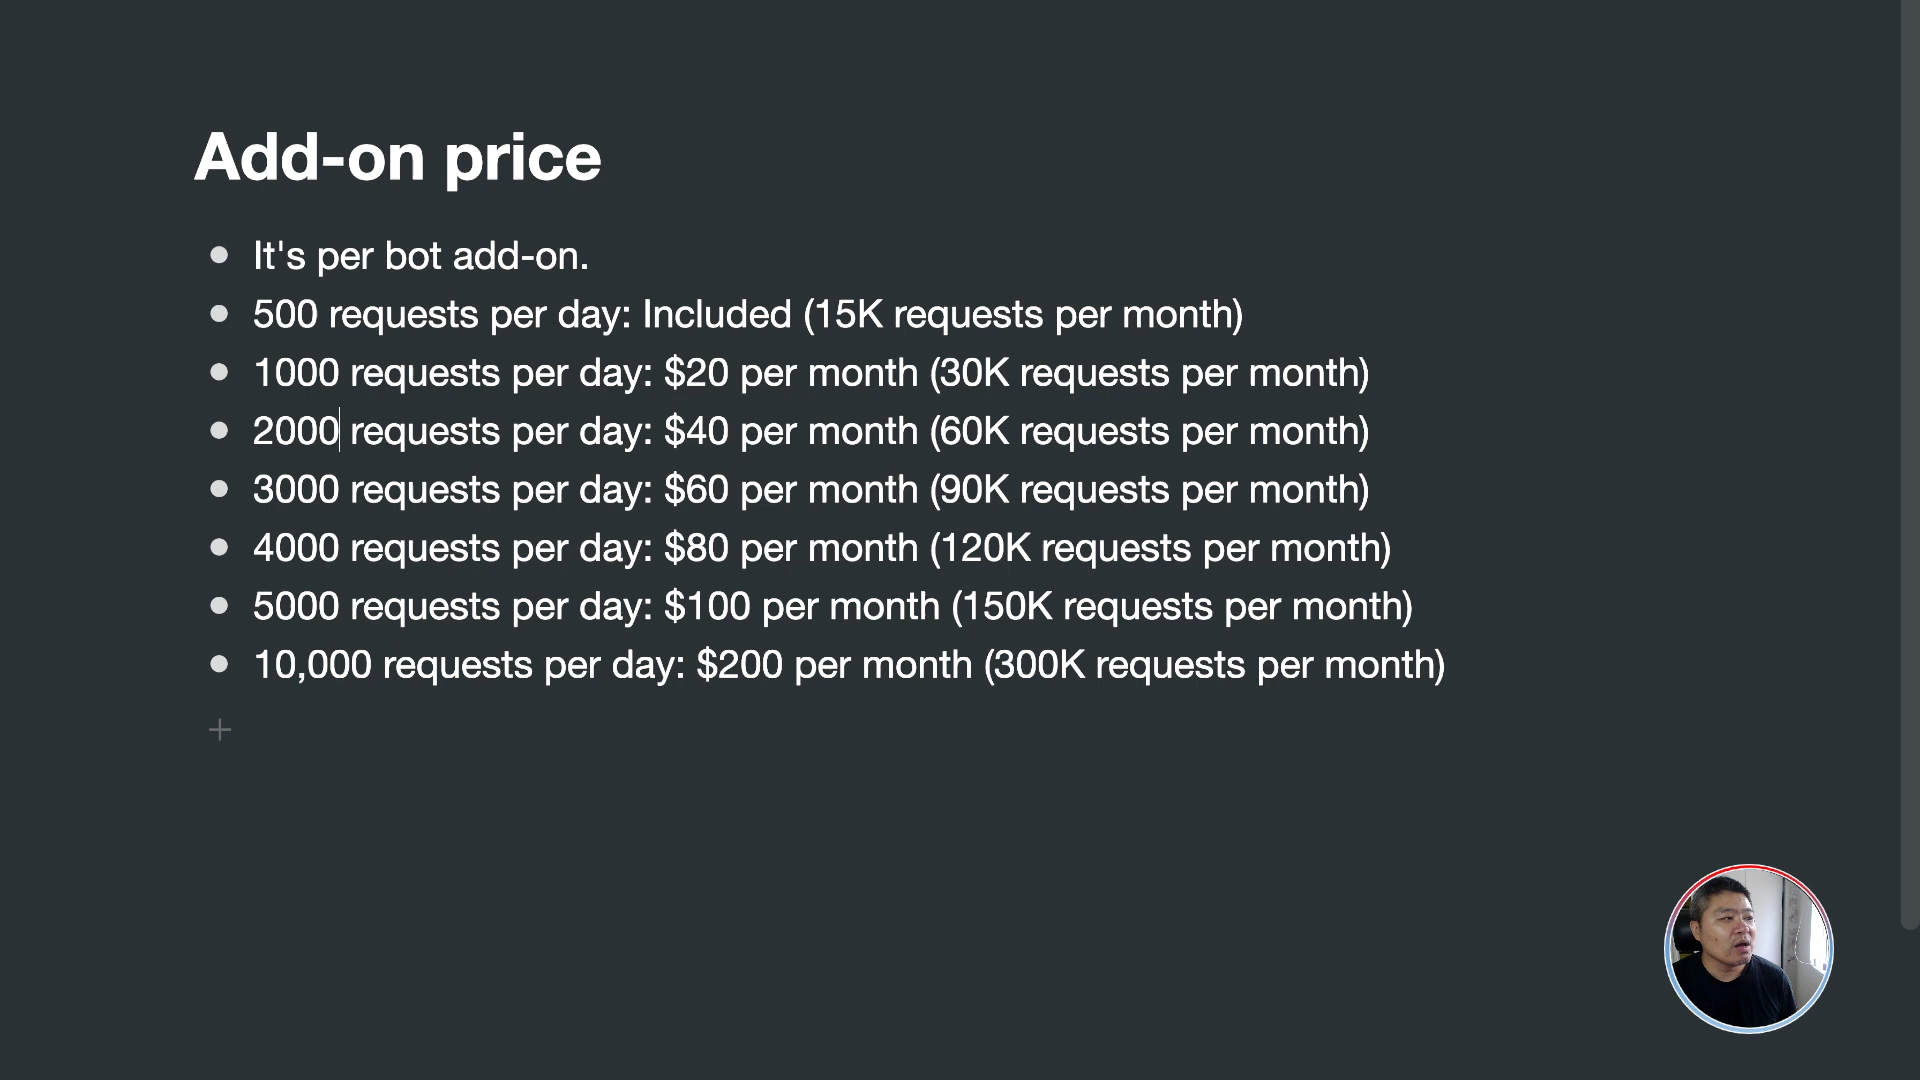 Add-on price
It's per bot add-on.
500 requests per day: Included (15K requests per month)
1000 requests per day: $20 per month (30K requests per month)
2000 requests per day: $40 per month (60K requests per month)
3000 requests per day: $60 per month (90K requests per month)
4000 requests per day: $80 per month (120K requests per month)
5000 requests per day: $100 per month (150K requests per month)
10,000 requests per day: $200 per month (300K requests per month)